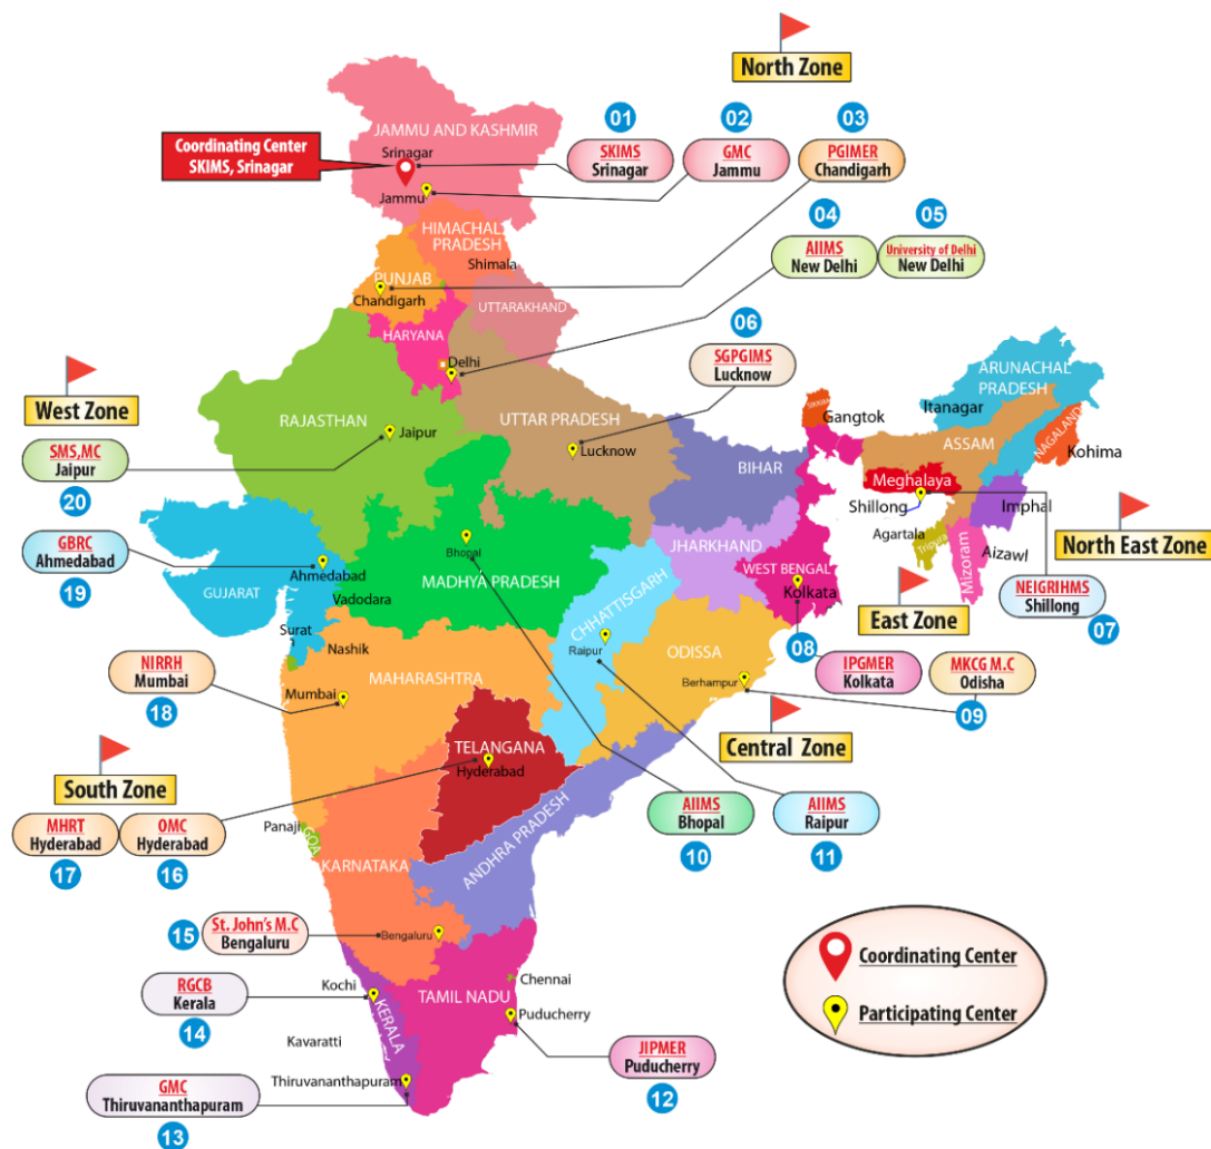 North Zone
01
02
03
Coordinating Center
SKIMS, Srinagar
JAMMU AND KASHMIR
Srinagar
Jammu
SKIMS
Srinagar
GMC
Jammu
PGIMER
Chandigarh
04
05
AIIMS
New Delhi
University of Delhi
New Delhi
HIMACHAL
PRADESH
Shimala
PUNJAB
Chandigarh
UTTARAKHAND
HARYANA
Delhi
06
SGPGIMS
Lucknow
West Zone
RAJASTHAN
Jaipur
UTTAR PRADESH
Lucknow
SMS,MC
Jaipur
20
ARUNACHAL
PRADESH
Itanagar
SIKKIM
Gangtok
ASSAM
NAGALAND
Kohima
BIHAR
Meghalaya
Shillong
Imphal
Agartala
Tripura
Mizoram
Aizawl
North East Zone
NEIGRIHMS
Shillong
07
GBRC
Ahmedabad
19
Ahmedabad
GUJARAT
Vadodara
Surat
Bhopal
MADHYA PRADESH
JHARKHAND
WEST BENGAL
Kolkata
East Zone
CHHATTISGARH
Raipur
ODISSA
Berhampur
08
IPGMER
Kolkata
MKCG M.C
Odisha
09
Nashik
MAHARASHTRA
Mumbai
NIRRH
Mumbai
18
Central Zone
TELANGANA
Hyderabad
South Zone
MHRT
Hyderabad
17
OMC
Hyderabad
16
AIIMS
Bhopal
10
AIIMS
Raipur
11
Panaji
GOA
KARNATAKA
ANDHRA PRADESH
15
St. John's M.C
Bengaluru
Bengaluru
RGCB
Kerala
14
Kochi
KERALA
TAMIL NADU
Chennai
Puducherry
Kavaratti
JIPMER
Puducherry
12
GMC
Thiruvananthapuram
13
Thiruvananthapuram
Coordinating Center
Participating Center